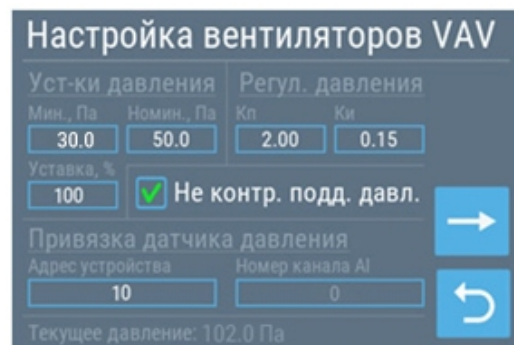 Настройка вентиляторов VAV
Уст-ки давления Регул. давления
Мин., Па Номин., Па Кп Ки
30.0 50.0 2.00 0.15
Уставка, %
100 Не контр. подд. давл.
Привязка датчика давления
Адрес устройства Номер канала AI
10 0
Текущее давление: 102.0 Па